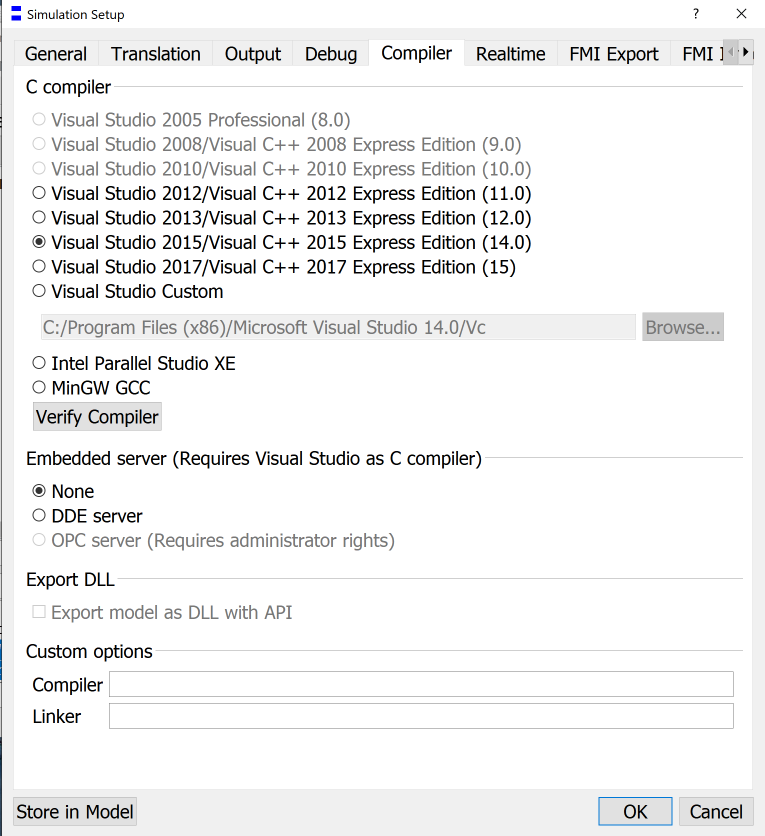 Simulation Setup
?
General
Translation
Output
Debug
Compiler
Realtime
FMI Export
FMI
C compiler
Visual Studio 2005 Professional (8.0)
Visual Studio 2008/Visual C++ 2008 Express Edition (9.0)
Visual Studio 2010/Visual C++ 2010 Express Edition (10.0)
Visual Studio 2012/Visual C++ 2012 Express Edition (11.0)
Visual Studio 2013/Visual C++ 2013 Express Edition (12.0)
Visual Studio 2015/Visual C++ 2015 Express Edition (14.0)
Visual Studio 2017/Visual C++ 2017 Express Edition (15)
Visual Studio Custom
C:/Program Files (x86)/Microsoft Visual Studio 14.0/Vc
Browse...
Intel Parallel Studio XE
MinGW GCC
Verify Compiler
Embedded server (Requires Visual Studio as C compiler)
None
DDE server
OPC server (Requires administrator rights)
Export DLL
Export model as DLL with API
Custom options
Compiler
Linker
Store in Model
OK
Cancel